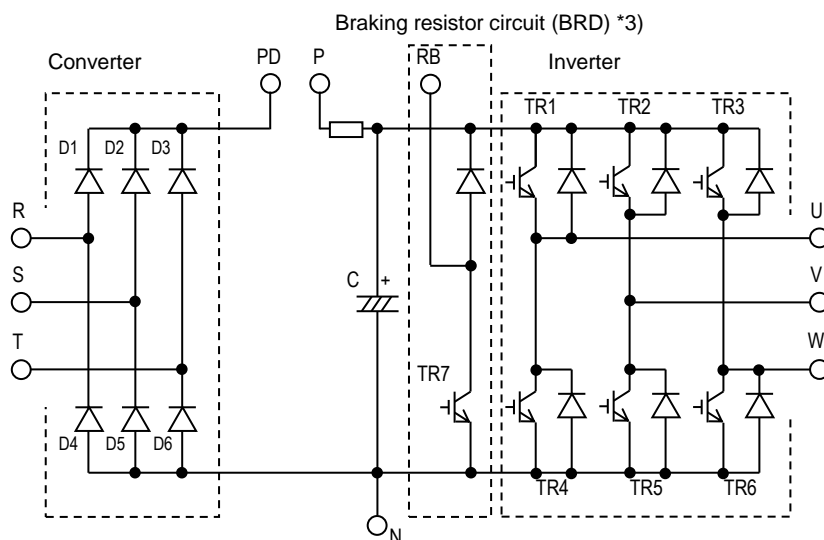 Braking resistor circuit (BRD) *3)
Converter
PD
P
RB
Inverter
TR1
TR2
TR3
D1
D2
D3
R
U
S
C
+
V
T
W
TR7
D4
D5
D6
TR4
TR5
TR6
N